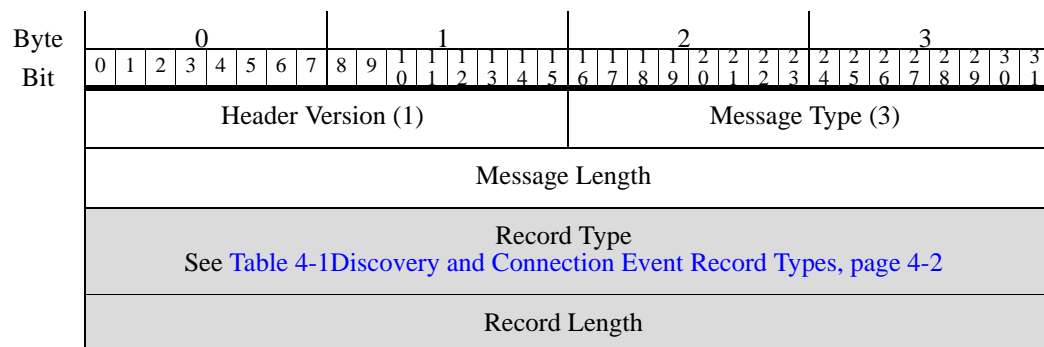 Byte 0 1 2 3
Bit 0 1 2 3 4 5 6 7 8 9 10 11 12 13 14 15 16 17 18 19 20 21 22 23 24 25 26 27 28 29 30 31
Header Version (1) Message Type (3)
Message Length
Record Type
See Table 4-1Discovery and Connection Event Record Types, page 4-2
Record Length